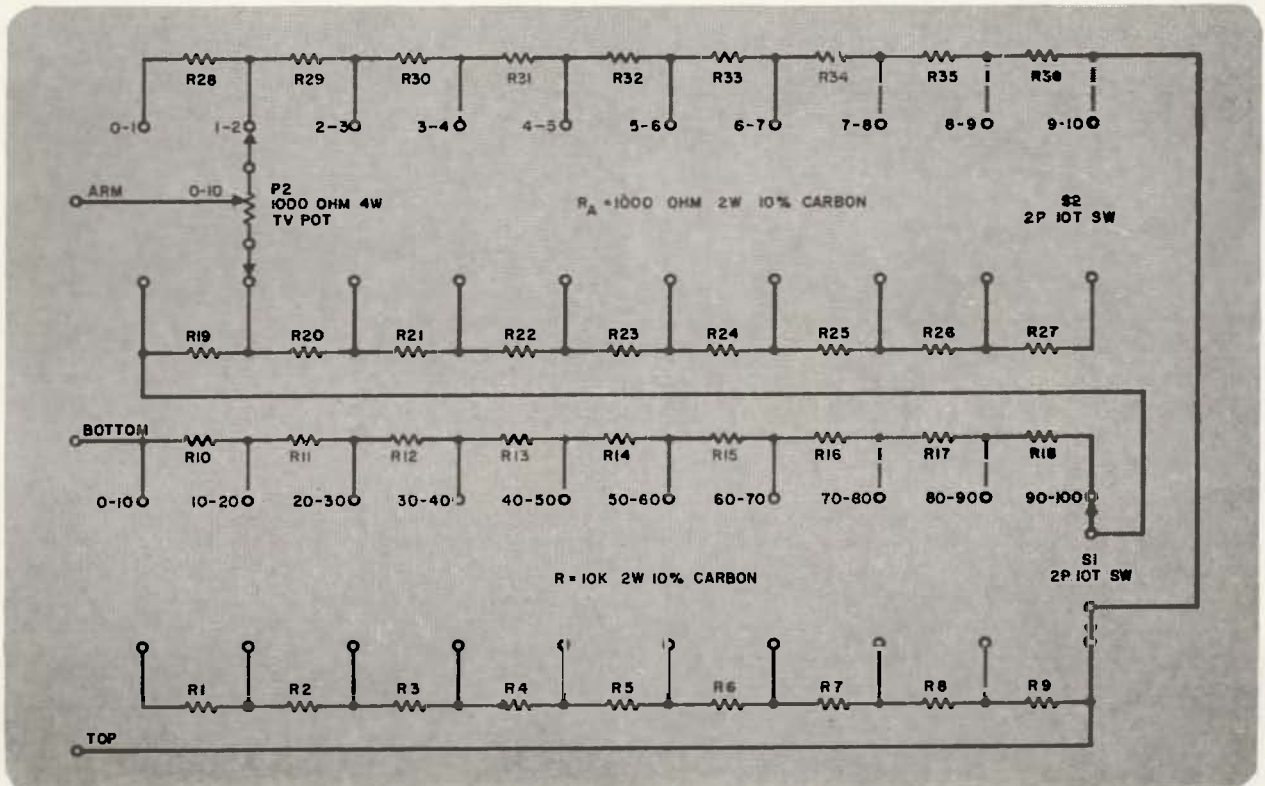 R28 R29 R30 R31 R32 R33 R34 R35 R36
0-1 1-2 2-3 3-4 4-5 5-6 6-7 7-8 8-9 9-10
ARM 0-10
P2
1000 OHM 4W
TV POT
R_A = 1000 OHM 2W 10% CARBON
S2
2P 10T SW
R19 R20 R21 R22 R23 R24 R25 R26 R27
BOTTOM
R10 R11 R12 R13 R14 R15 R16 R17 R18
0-10 10-20 20-30 30-40 40-50 50-60 60-70 70-80 80-90 90-100
R = 10K 2W 10% CARBON
S1
2P 10T SW
R1 R2 R3 R4 R5 R6 R7 R8 R9
TOP